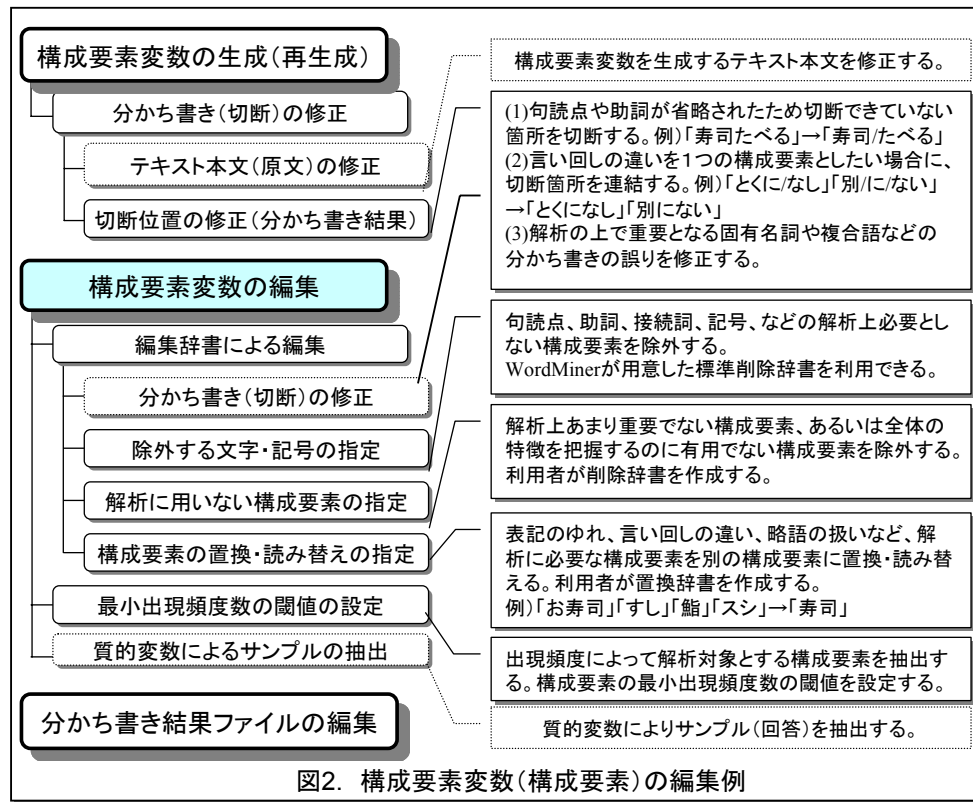 構成要素変数の生成(再生成)
分かち書き(切断)の修正
テキスト本文(原文)の修正
切断位置の修正(分かち書き結果)
構成要素変数の編集
編集辞書による編集
分かち書き(切断)の修正
除外する文字・記号の指定
解析に用いない構成要素の指定
構成要素の置換・読み替えの指定
最小出現頻度数の閾値の設定
質的変数によるサンプルの抽出
分かち書き結果ファイルの編集
構成要素変数を生成するテキスト本文を修正する。
(1)句読点や助詞が省略されたため切断できていない
箇所を切断する。例)「寿司たべる」→「寿司/たべる」
(2)言い回しの違いを1つの構成要素としたい場合に、
切断箇所を連結する。例)「とくに/なし」「別/に/ない」
→「とくになし」「別にない」
(3)解析の上で重要となる固有名詞や複合語などの
分かち書きの誤りを修正する。
句読点、助詞、接続詞、記号、などの解析上必要とし
ない構成要素を除外する。
WordMinerが用意した標準削除辞書を利用できる。
解析上あまり重要でない構成要素、あるいは全体の
特徴を把握するのに有用でない構成要素を除外する。
利用者が削除辞書を作成する。
表記のゆれ、言い回しの違い、略語の扱いなど、解
析に必要な構成要素を別の構成要素に置換・読み替
える。利用者が置換辞書を作成する。
例)「お寿司」「すし」「鮨」「スシ」→「寿司」
出現頻度によって解析対象とする構成要素を抽出す
る。構成要素の最小出現頻度数の閾値を設定する。
質的変数によりサンプル(回答)を抽出する。
図2. 構成要素変数(構成要素)の編集例